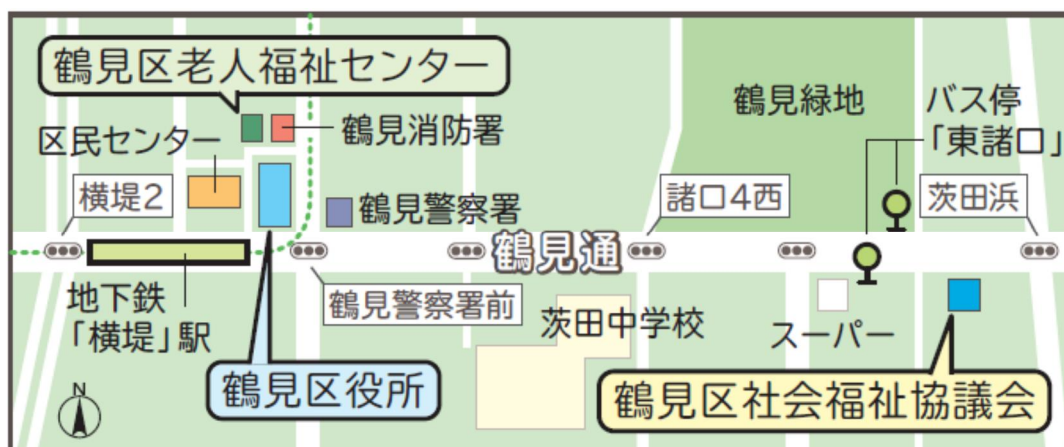 鶴見区老人福祉センター
鶴見緑地
バス停
「東諸口」
区民センター
鶴見消防署
横堤2
鶴見警察署
諸口4西
茨田浜
鶴見通
地下鉄
「横堤」駅
鶴見警察署前
茨田中学校
スーパー
鶴見区役所
鶴見区社会福祉協議会
N